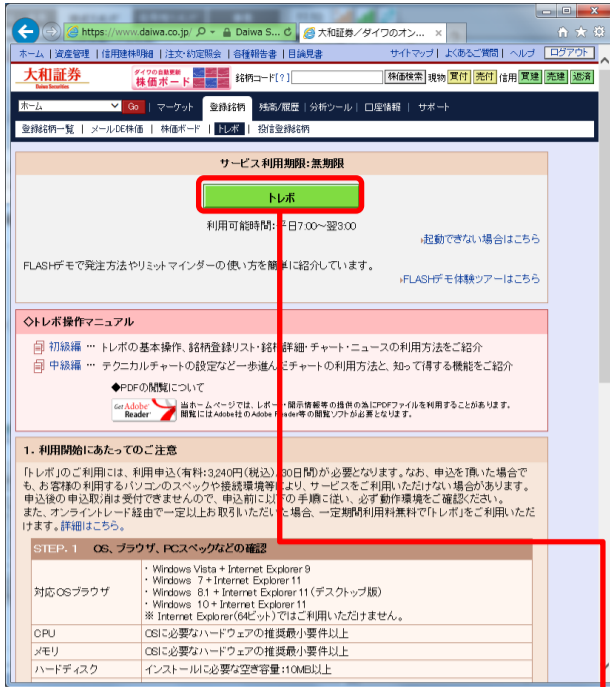 https://www.daiwa.co.jp/
Daiwa S... C
大和証券／ダイワのオン...
ホーム | 資産管理 | 信用建株明細 | 注文・約定照会 | 各種報告書 | 目論見書
サイトマップ | よくあるご質問 | ヘルプ ログアウト
大和証券
Daiwa Securities
ダイワの自動更新
株価ボード
銘柄コード[?]
株価検索 現物 買付 売付 信用 買建 売建 返済
ホーム Go | マーケット 登録銘柄 残高/履歴 | 分析ツール | 口座情報 | サポート
登録銘柄一覧 | メールDE株価 | 株価ボード | トレボ | 投信登録銘柄
サービス利用期限：無期限
トレボ
利用可能時間：平日7:00～翌3:00
起動できない場合はこちら
FLASHデモで発注方法やリミットマインダーの使い方を簡単に紹介しています。
FLASHデモ体験ツアーはこちら
◇トレボ操作マニュアル
初級編 … トレボの基本操作、銘柄登録リスト・銘柄詳細・チャート・ニュースの利用方法をご紹介
中級編 … テクニカルチャートの設定など一歩進んだチャートの利用方法と、知って得する機能をご紹介
◆PDFの閲覧について
Get Adobe Reader
当ホームページでは、レポート・開示情報等の提供の為にPDFファイルを利用することがあります。
閲覧にはAdobe社のAdobe Reader等の閲覧ソフトが必要となります。
1. 利用開始にあたってのご注意
「トレボ」のご利用には、利用申込(有料：3,240円(税込)、30日間)が必要となります。なお、申込を頂いた場合で
も、お客様の利用するパソコンのスペックや接続環境等により、サービスをご利用いただけない場合があります。
申込後の申込取消は受付できませんので、申込前に以下の手順に従い、必ず動作環境をご確認ください。
また、オンライントレード経由で一定以上お取引いただいた場合、一定期間利用料無料で「トレボ」をご利用いただ
けます。詳細はこちら。
STEP. 1 OS、ブラウザ、PCスペックなどの確認
対応OSブラウザ
・Windows Vista + Internet Explorer 9
・Windows 7 + Internet Explorer 11
・Windows 8.1 + Internet Explorer 11 (デスクトップ版)
・Windows 10 + Internet Explorer 11
※ Internet Explorer(64ビット)ではご利用いただけません。
CPU OSに必要なハードウェアの推奨最小要件以上
メモリ OSに必要なハードウェアの推奨最小要件以上
ハードディスク インストールに必要な空き容量：10MB以上